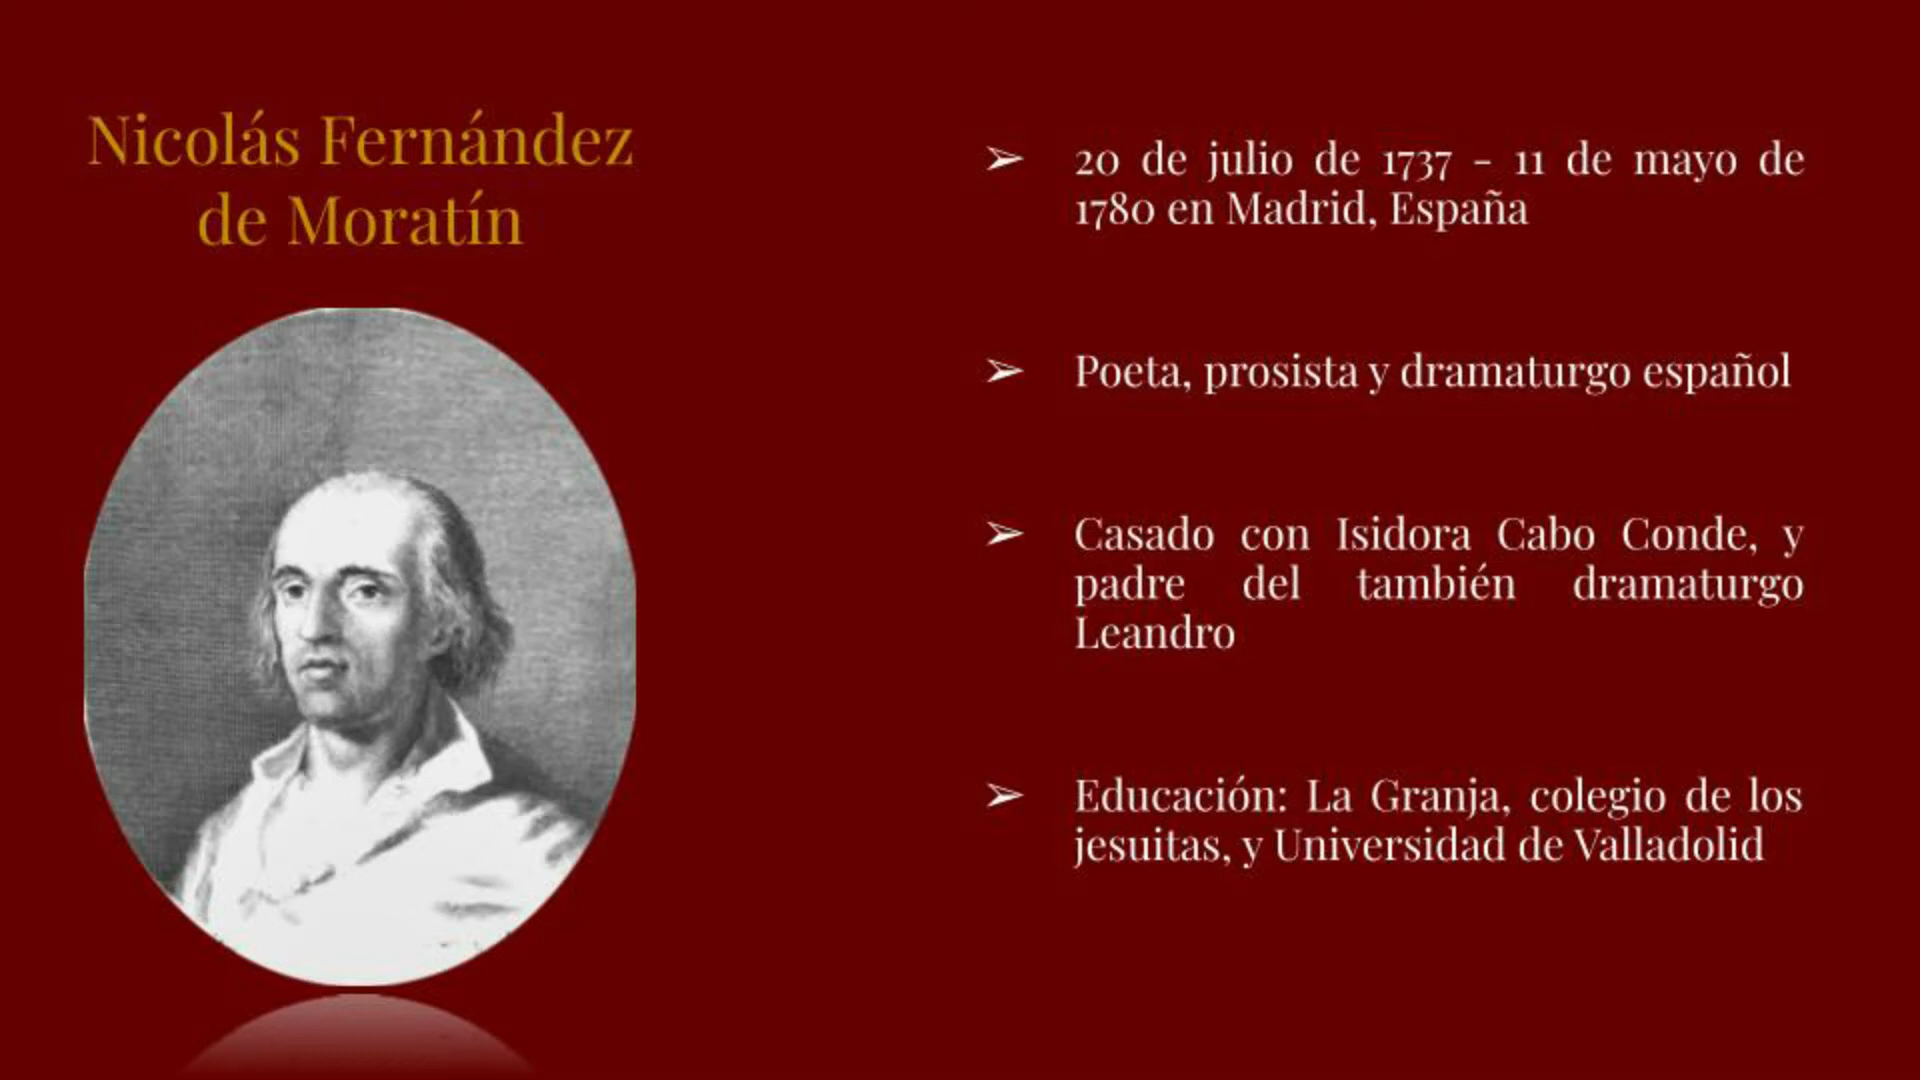 Nicolás Fernández
de Moratín
➢ 20 de julio de 1737 - 11 de mayo de
1780 en Madrid, España
➢ Poeta, prosista y dramaturgo español
➢ Casado con Isidora Cabo Conde, y
padre del también dramaturgo
Leandro
➢ Educación: La Granja, colegio de los
jesuitas, y Universidad de Valladolid